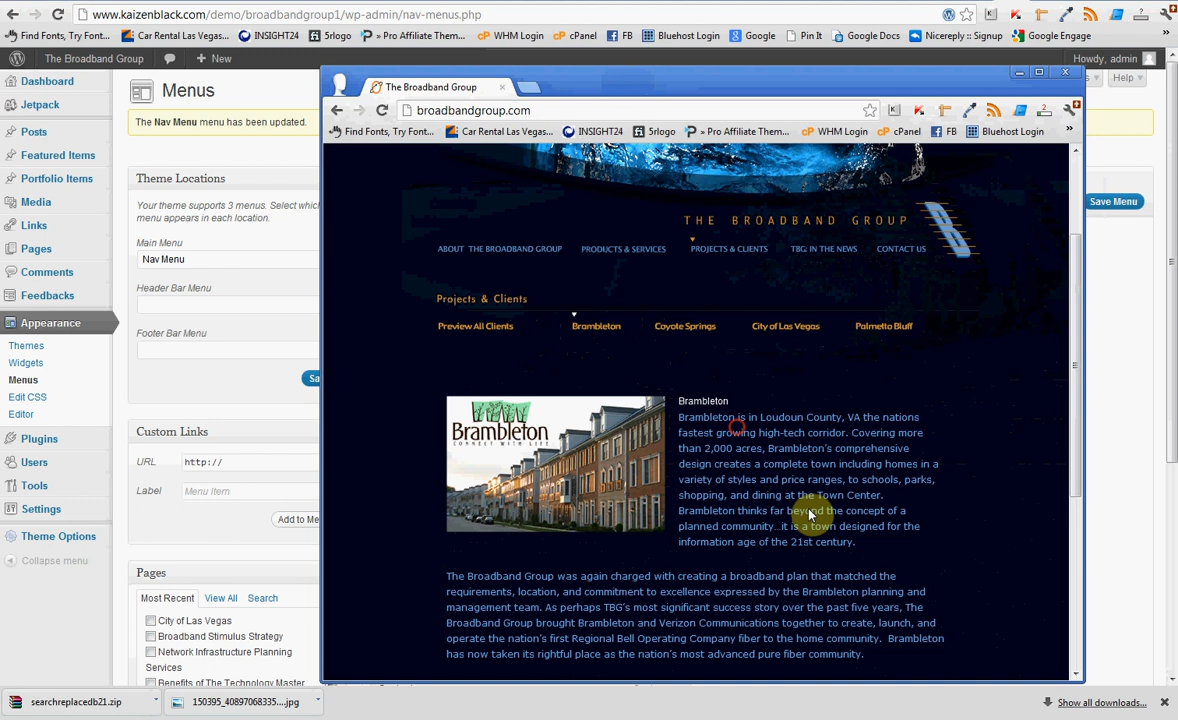 www.kaizenblack.com/demo/broadbandgroup1/wp-admin/nav-menus.php
Find Fonts, Try Font... Car Rental Las Vegas... INSIGHT24 5rlogo » Pro Affiliate Them... WHM Login cPanel FB Bluehost Login Google Pin It Google Docs Nicereply :: Signup Google Engage
The Broadband Group + New Howdy, admin
Dashboard
Jetpack
Posts
Featured Items
Portfolio Items
Media
Links
Pages
Comments
Feedbacks
Appearance
Themes
Widgets
Menus
Edit CSS
Editor
Plugins
Users
Tools
Settings
Theme Options
Collapse menu
Menus
Help
The Nav Menu menu has been updated.
Theme Locations
Your theme supports 3 menus. Select which
menu appears in each location.
Main Menu
Nav Menu
Header Bar Menu
Footer Bar Menu
Sa
Save Menu
Custom Links
URL http://
Label Menu Item
Add to Me
Pages
Most Recent View All Search
City of Las Vegas
Broadband Stimulus Strategy
Network Infrastructure Planning
Services
Benefits of The Technology Master
The Broadband Group
broadbandgroup.com
Find Fonts, Try Font... Car Rental Las Vegas... INSIGHT24 5rlogo » Pro Affiliate Them... WHM Login cPanel FB Bluehost Login
THE BROADBAND GROUP
ABOUT THE BROADBAND GROUP PRODUCTS & SERVICES PROJECTS & CLIENTS TBG: IN THE NEWS CONTACT US
Projects & Clients
Preview All Clients Brambleton Coyote Springs City of Las Vegas Palmetto Bluff
Brambleton
CONNECT WITH LIFE
Brambleton
Brambleton is in Loudoun County, VA the nations
fastest growing high-tech corridor. Covering more
than 2,000 acres, Brambleton's comprehensive
design creates a complete town including homes in a
variety of styles and price ranges, to schools, parks,
shopping, and dining at the Town Center.
Brambleton thinks far beyond the concept of a
planned community...it is a town designed for the
information age of the 21st century.
The Broadband Group was again charged with creating a broadband plan that matched the
requirements, location, and commitment to excellence expressed by the Brambleton planning and
management team. As perhaps TBG's most significant success story over the past five years, The
Broadband Group brought Brambleton and Verizon Communications together to create, launch, and
operate the nation's first Regional Bell Operating Company fiber to the home community. Brambleton
has now taken its rightful place as the nation's most advanced pure fiber community.
searchreplacedb21.zip 150395_40897068335....jpg Show all downloads...